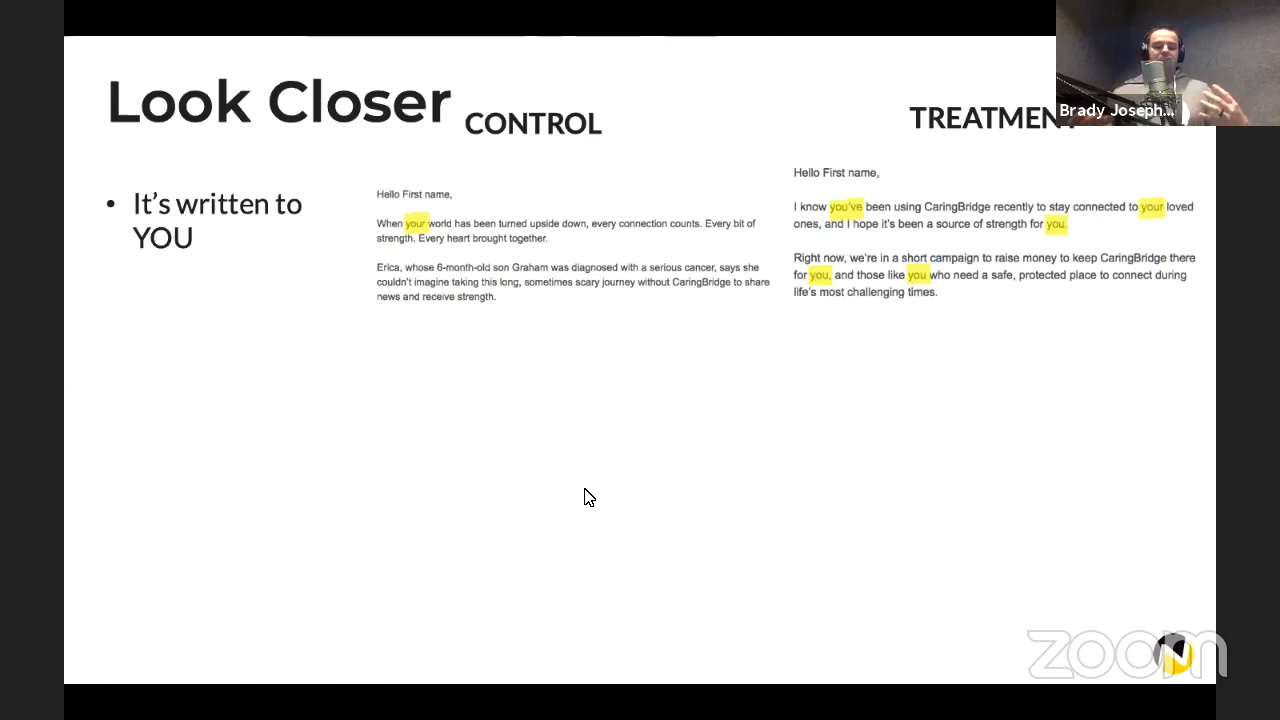 Look Closer
CONTROL
TREATMENT
Brady Joseph...
• It's written to
YOU
Hello First name,
When your world has been turned upside down, every connection counts. Every bit of
strength. Every heart brought together.
Erica, whose 6-month-old son Graham was diagnosed with a serious cancer, says she
couldn't imagine taking this long, sometimes scary journey without CaringBridge to share
news and receive strength.
Hello First name,
I know you've been using CaringBridge recently to stay connected to your loved
ones, and I hope it's been a source of strength for you.
Right now, we're in a short campaign to raise money to keep CaringBridge there
for you, and those like you who need a safe, protected place to connect during
life's most challenging times.
zoom